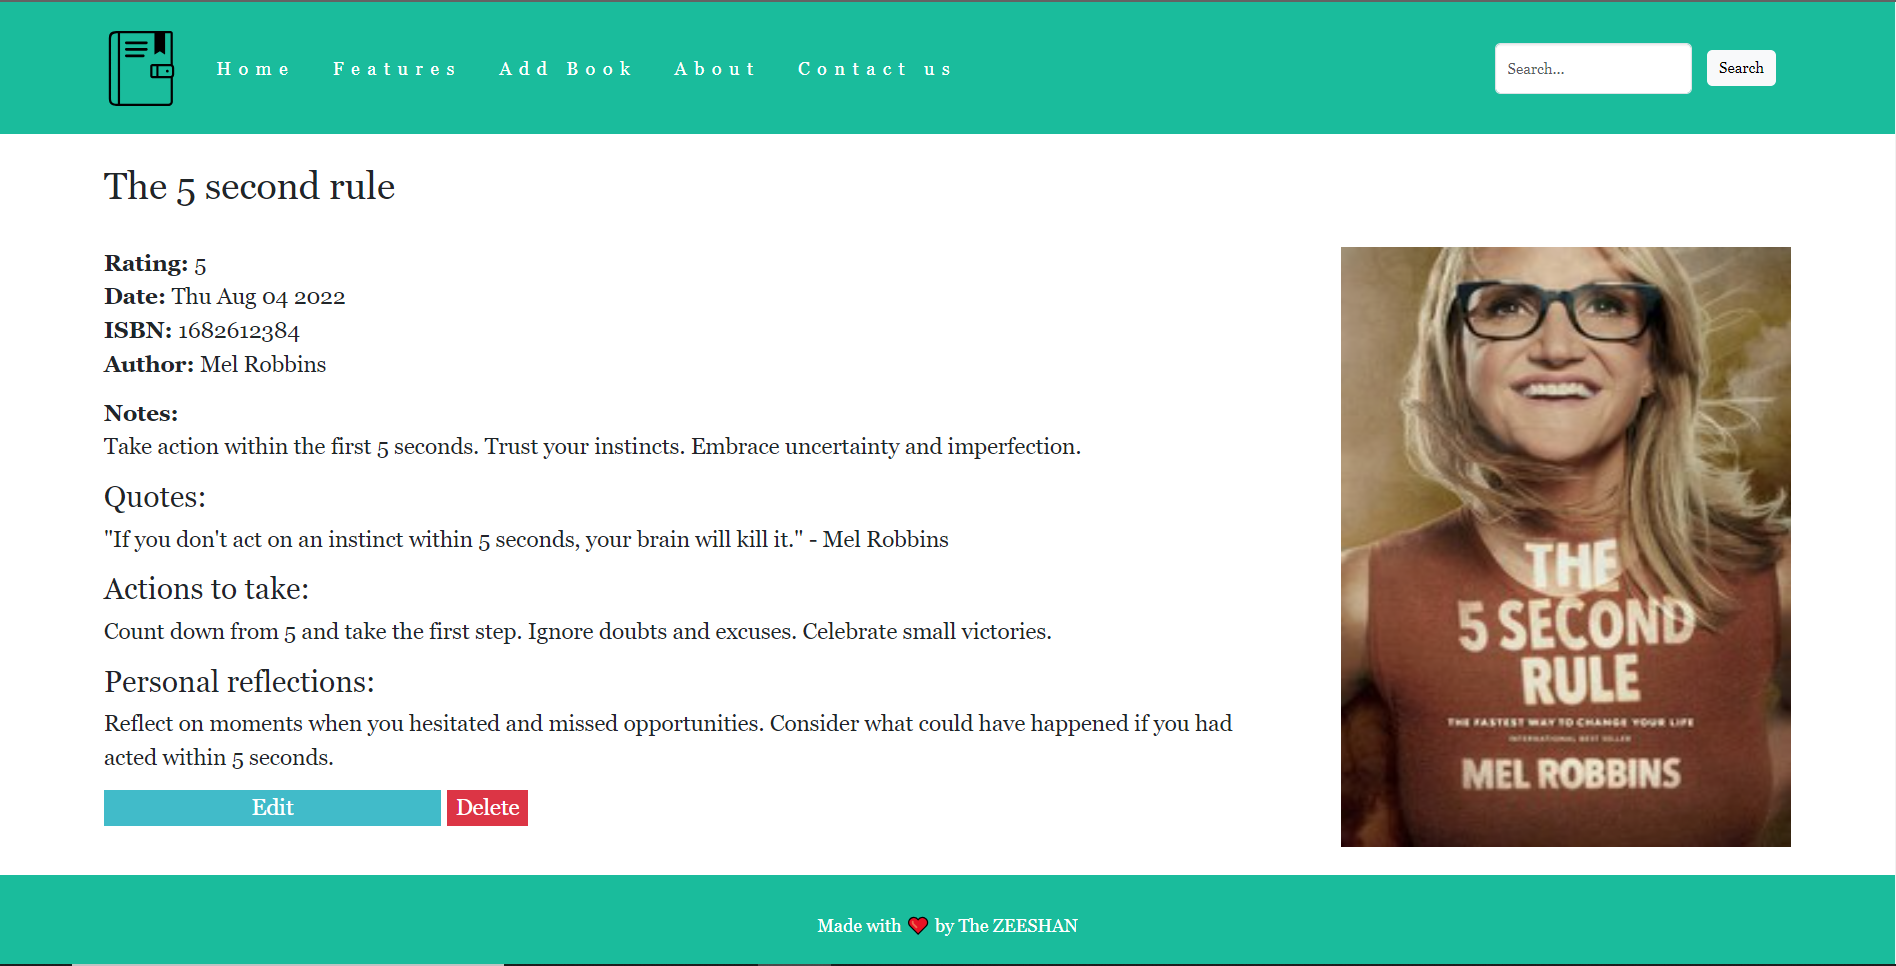 Home Features Add Book About Contact us Search... Search
The 5 second rule
Rating: 5
Date: Thu Aug 04 2022
ISBN: 1682612384
Author: Mel Robbins
Notes:
Take action within the first 5 seconds. Trust your instincts. Embrace uncertainty and imperfection.
Quotes:
"If you don't act on an instinct within 5 seconds, your brain will kill it." - Mel Robbins
Actions to take:
Count down from 5 and take the first step. Ignore doubts and excuses. Celebrate small victories.
Personal reflections:
Reflect on moments when you hesitated and missed opportunities. Consider what could have happened if you had
acted within 5 seconds.
Edit Delete
THE
5 SECOND
RULE
THE FASTEST WAY TO CHANGE YOUR LIFE
INTERNATIONAL BEST SELLER
MEL ROBBINS
Made with ❤ by The ZEESHAN